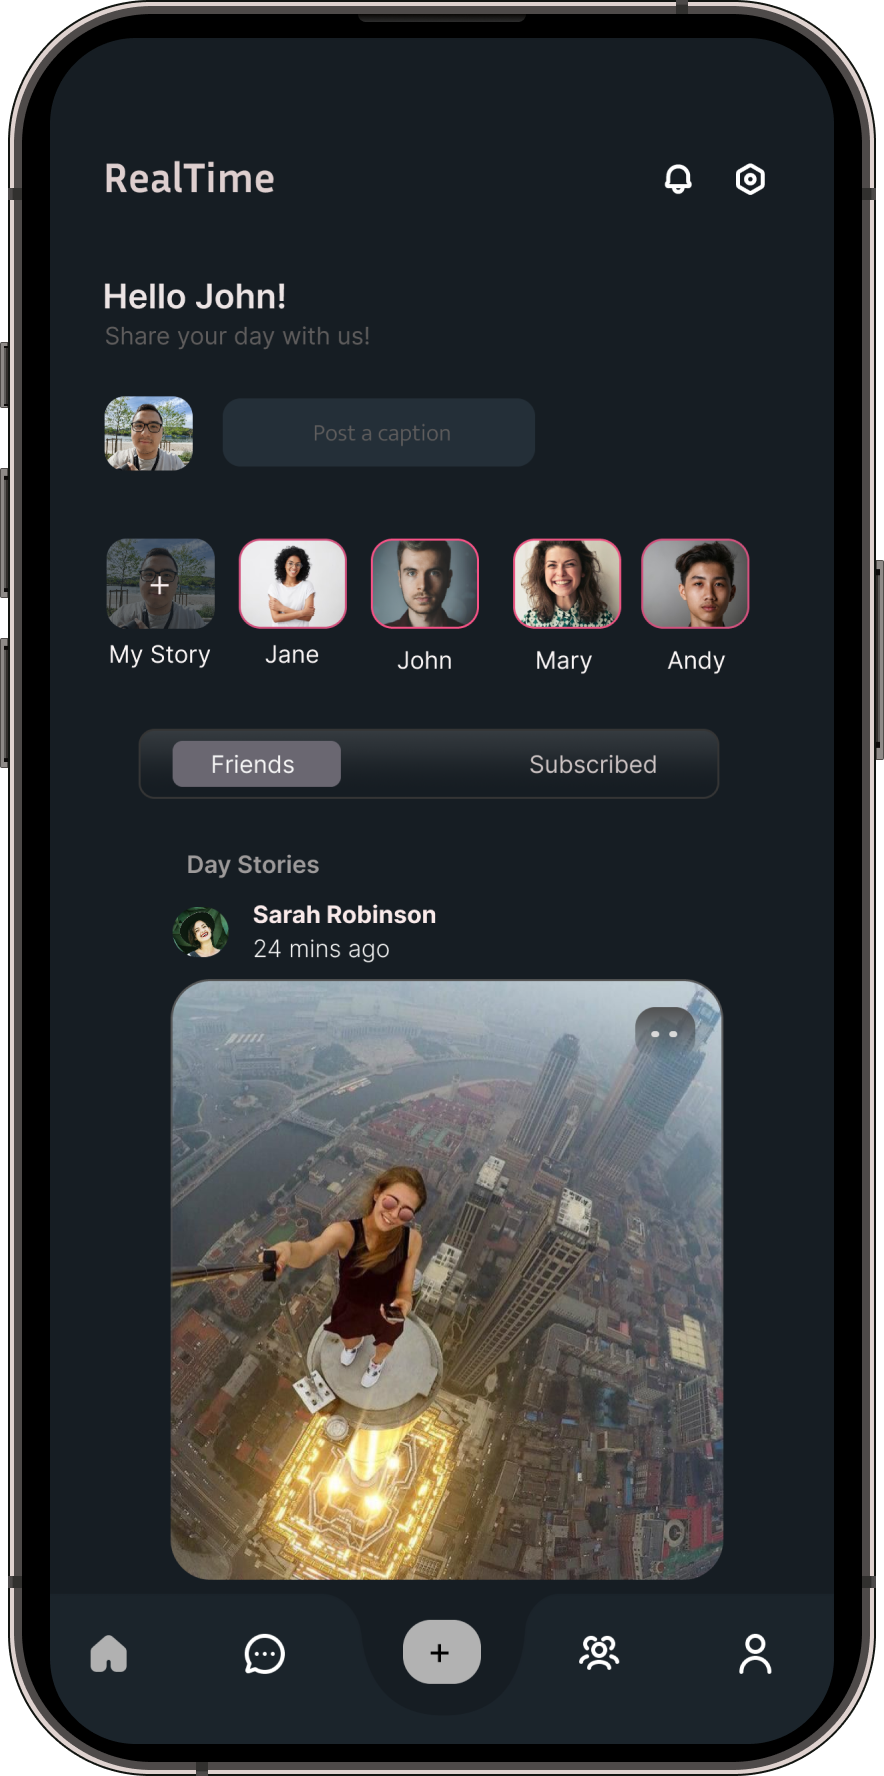 RealTime
Hello John!
Share your day with us!
Post a caption
My Story
Jane
John
Mary
Andy
Friends
Subscribed
Day Stories
Sarah Robinson
24 mins ago